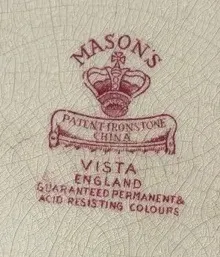 MASON'S
PATENT IRONSTONE
CHINA
VISTA
ENGLAND
GUARANTEED PERMANENT &
ACID RESISTING COLOURS